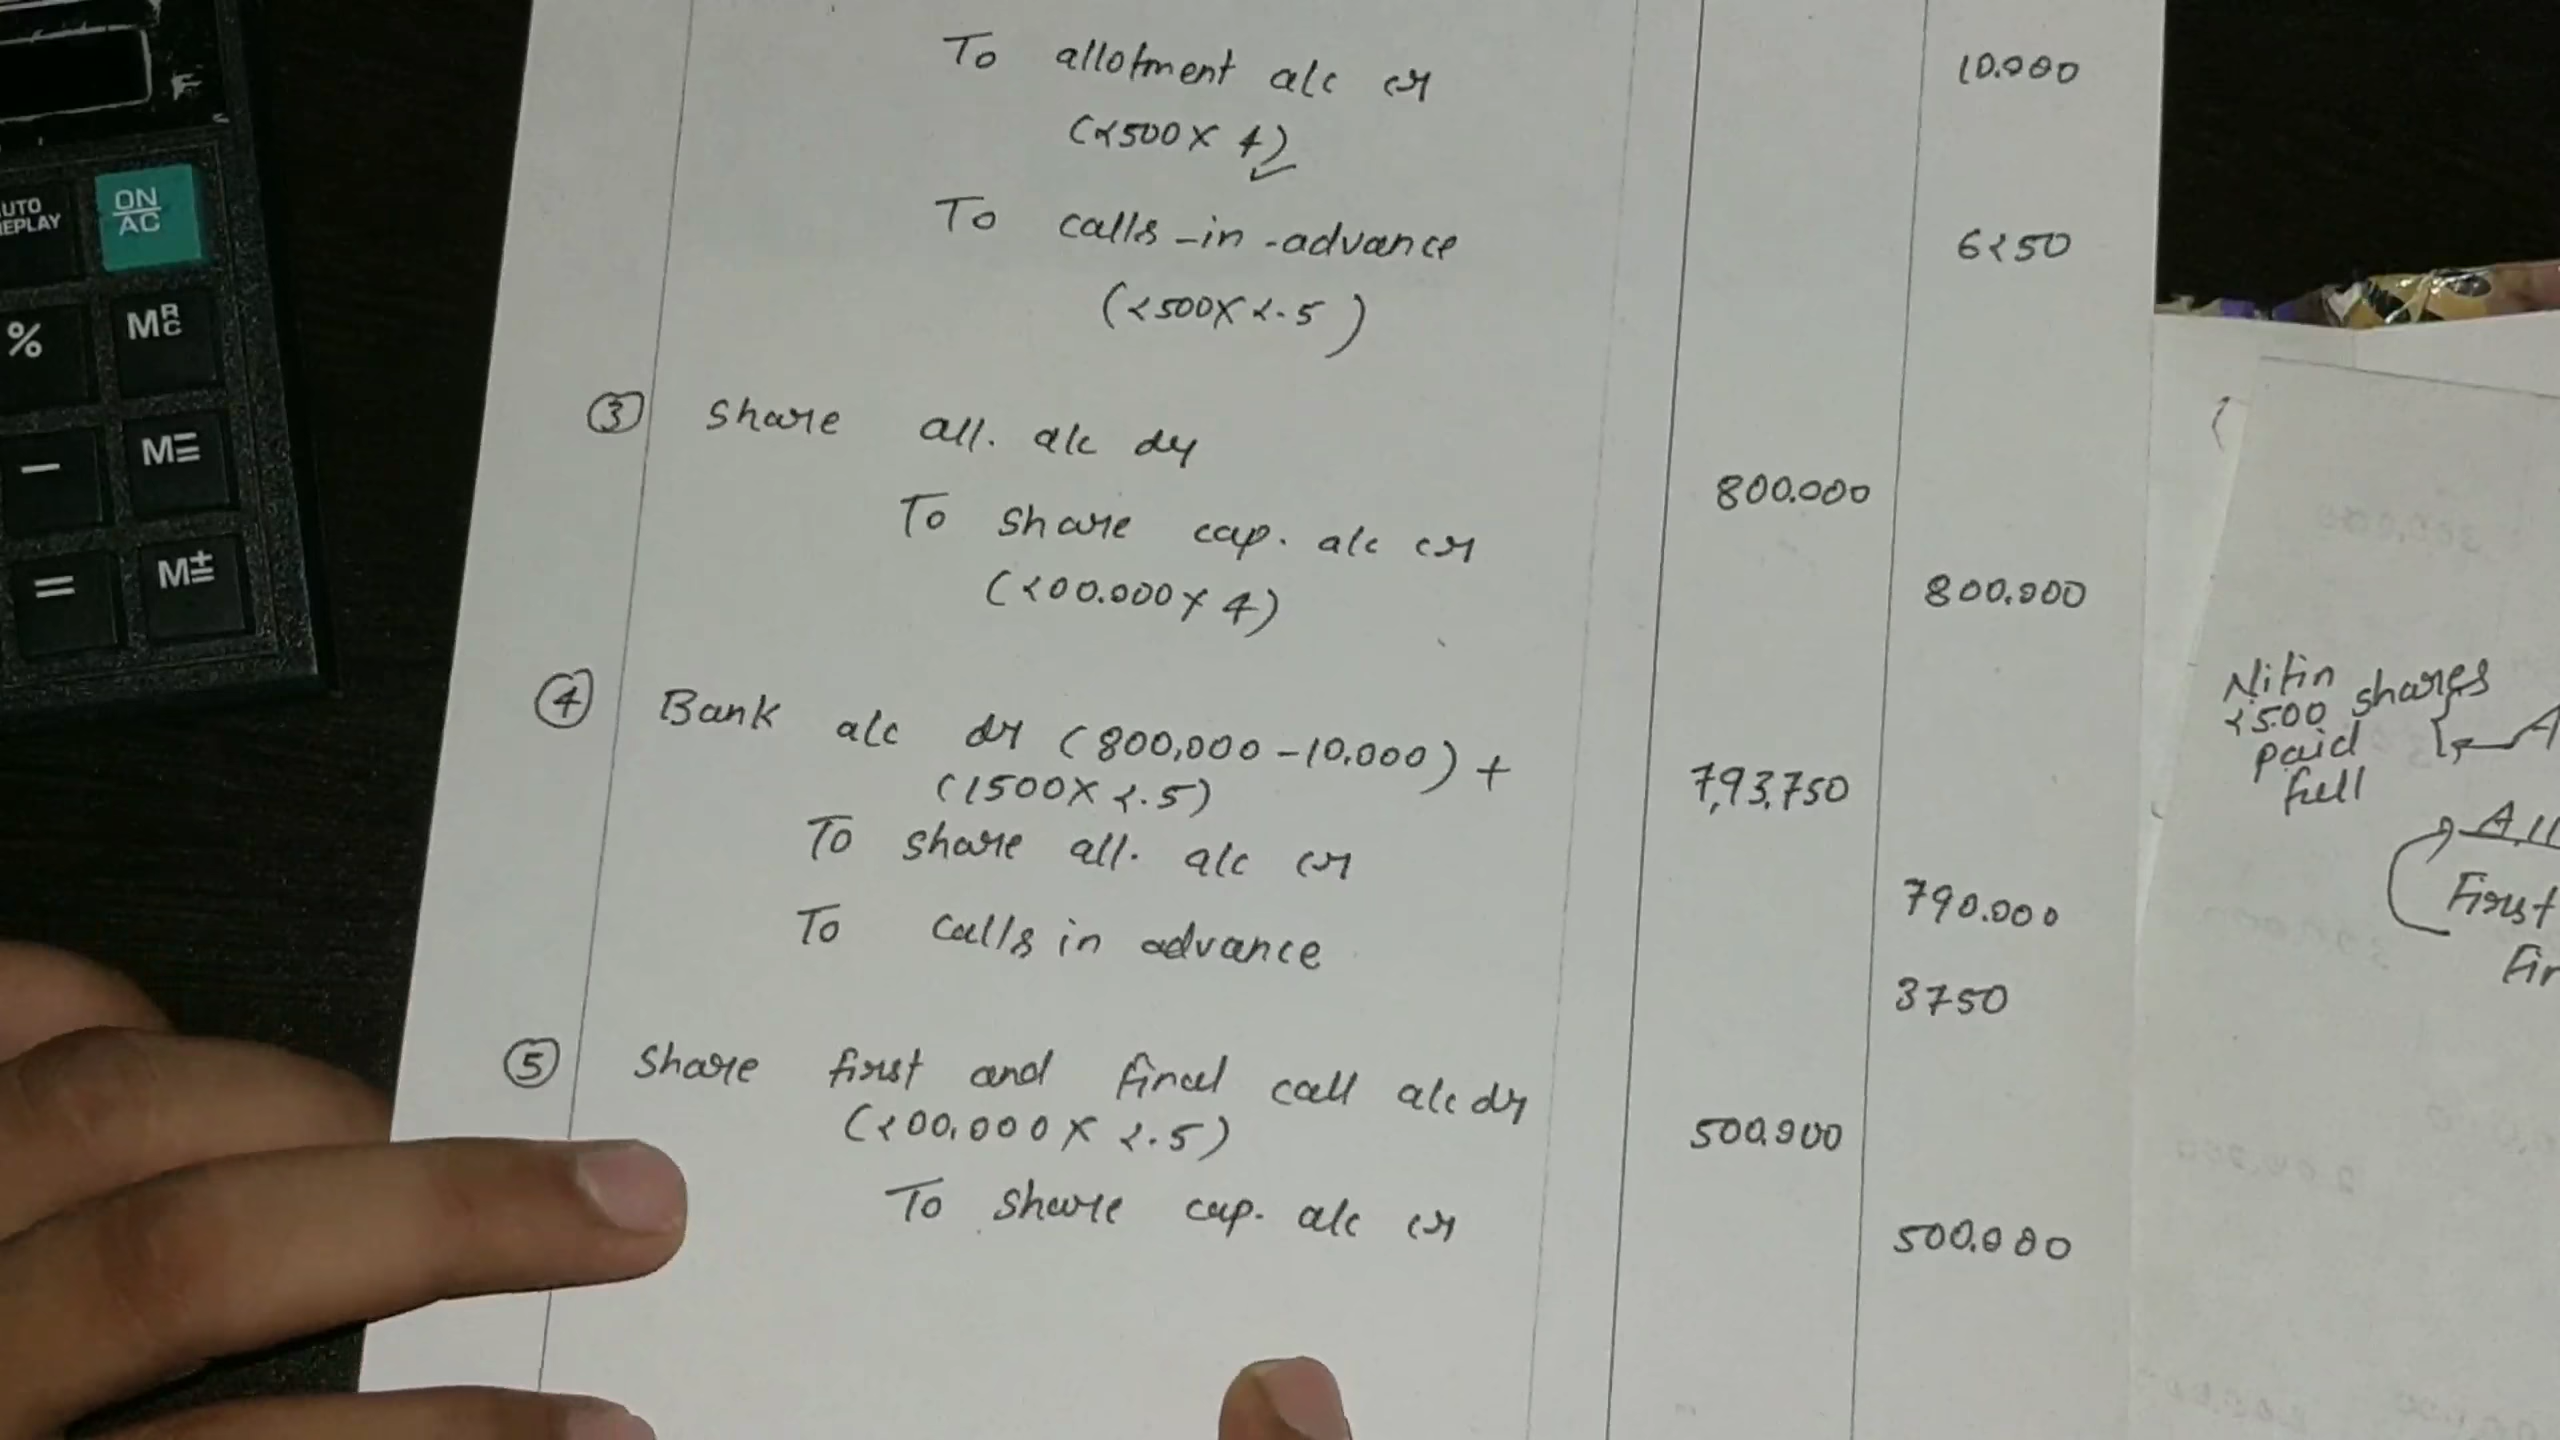 To allotment a/c cr
10.000
(2500 X 4)
To calls-in-advance
6250
(2500 X 2.5)
③ Share all. a/c dr
800.000
To share cap. a/c cr
800.000
(200.000 X 4)
④ Bank a/c dr (800,000 - 10,000) +
(1500 X 2.5)
7,93,750
To share all. a/c cr
790.000
To calls in advance
3750
⑤ Share first and final call a/c dr
(200,000 X 2.5)
500.000
To share cap. a/c cr
500.000
Nitin
2500 shares
paid
full
First
ON
AC
%
MRC
—
M=
=
M±